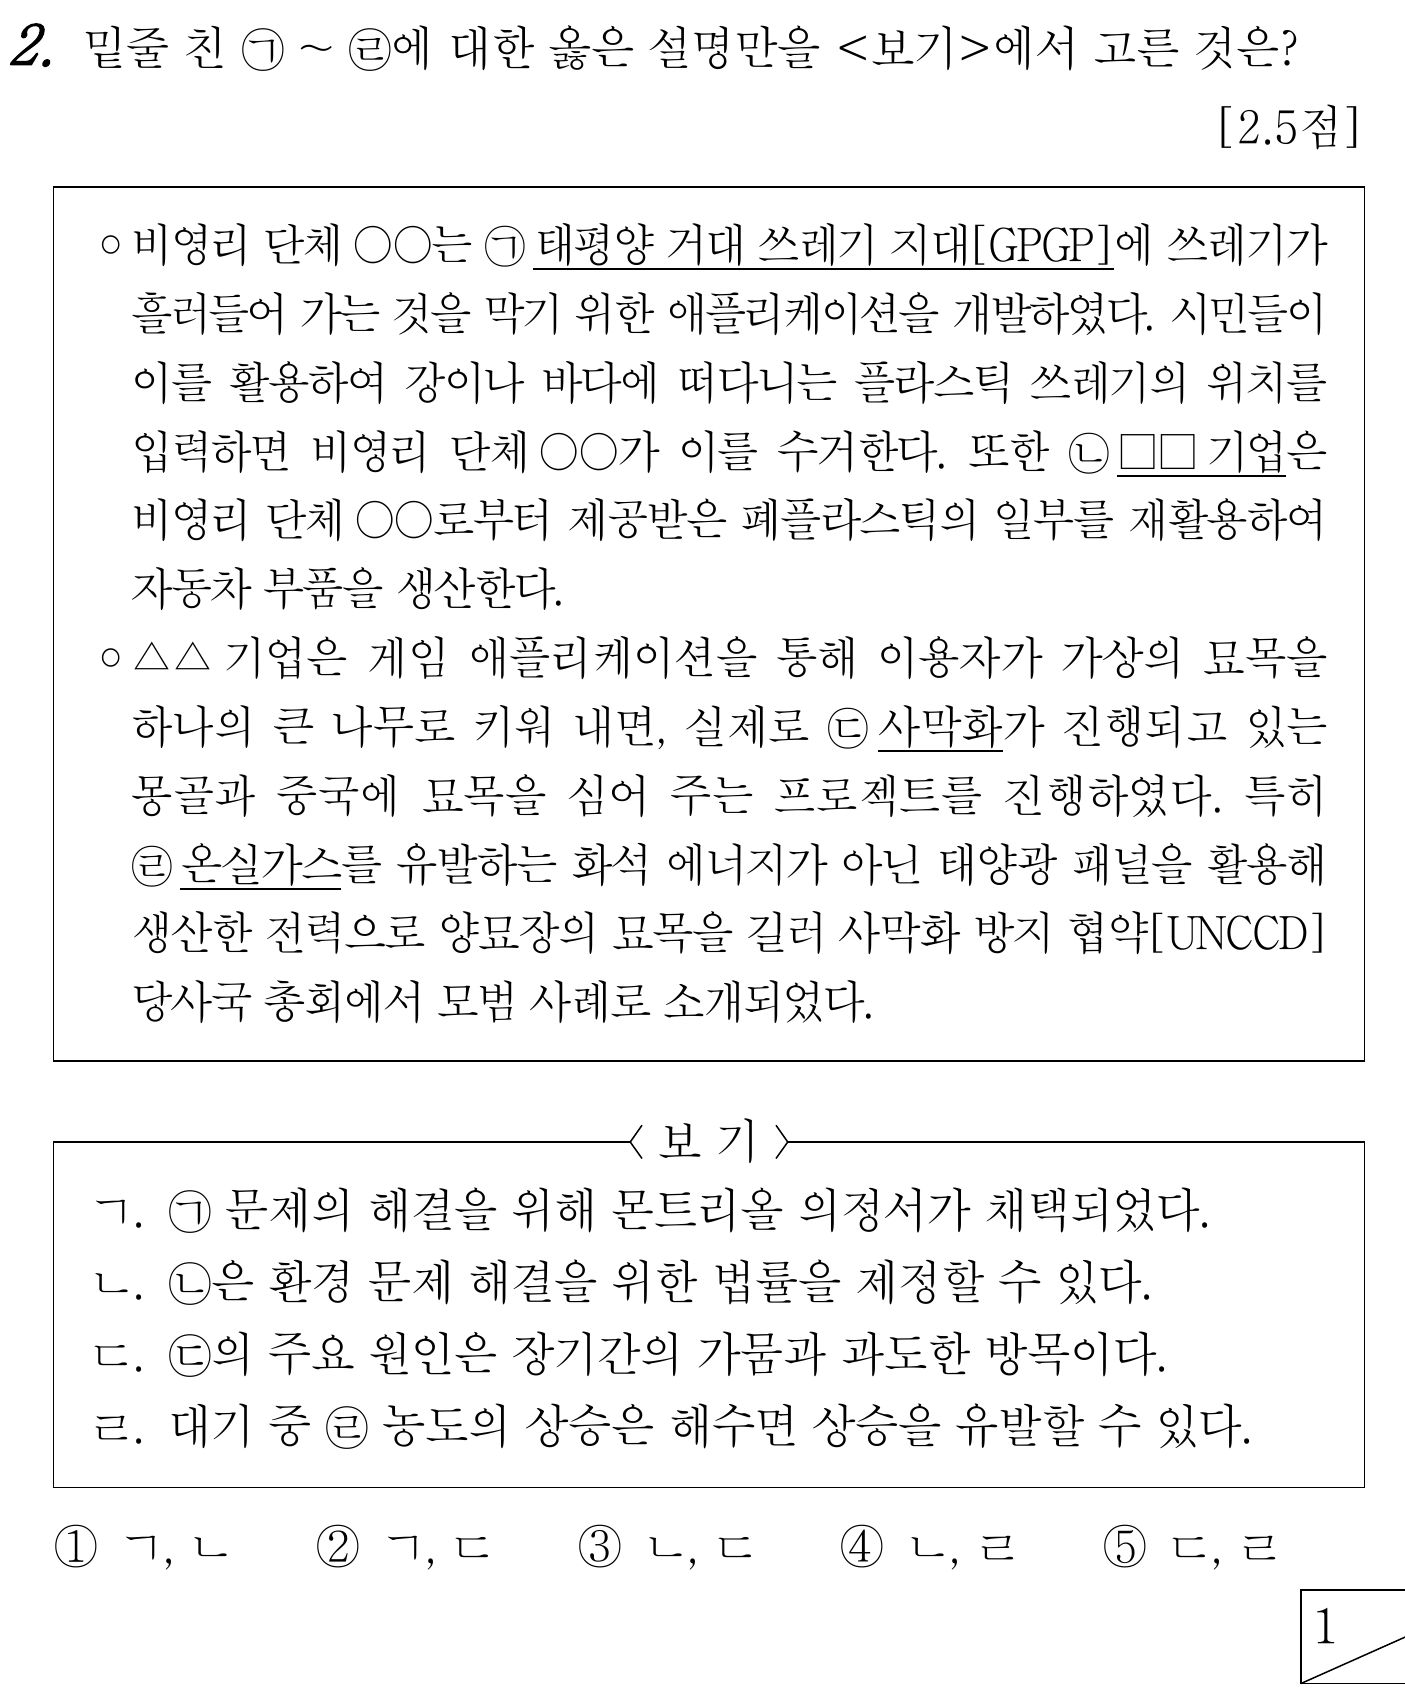 2. 밑줄 친 ㉠ ~ ㉣에 대한 옳은 설명만을 <보기>에서 고른 것은?
[2.5점]
○ 비영리 단체 ○○는 ㉠ 태평양 거대 쓰레기 지대[GPGP]에 쓰레기가
흘러들어 가는 것을 막기 위한 애플리케이션을 개발하였다. 시민들이
이를 활용하여 강이나 바다에 떠다니는 플라스틱 쓰레기의 위치를
입력하면 비영리 단체 ○○가 이를 수거한다. 또한 ㉡ □□ 기업은
비영리 단체 ○○로부터 제공받은 폐플라스틱의 일부를 재활용하여
자동차 부품을 생산한다.
○ △△ 기업은 게임 애플리케이션을 통해 이용자가 가상의 묘목을
하나의 큰 나무로 키워 내면, 실제로 ㉢ 사막화가 진행되고 있는
몽골과 중국에 묘목을 심어 주는 프로젝트를 진행하였다. 특히
㉣ 온실가스를 유발하는 화석 에너지가 아닌 태양광 패널을 활용해
생산한 전력으로 양묘장의 묘목을 길러 사막화 방지 협약[UNCCD]
당사국 총회에서 모범 사례로 소개되었다.
< 보 기 >
ㄱ. ㉠ 문제의 해결을 위해 몬트리올 의정서가 채택되었다.
ㄴ. ㉡은 환경 문제 해결을 위한 법률을 제정할 수 있다.
ㄷ. ㉢의 주요 원인은 장기간의 가뭄과 과도한 방목이다.
ㄹ. 대기 중 ㉣ 농도의 상승은 해수면 상승을 유발할 수 있다.
① ㄱ, ㄴ ② ㄱ, ㄷ ③ ㄴ, ㄷ ④ ㄴ, ㄹ ⑤ ㄷ, ㄹ
1